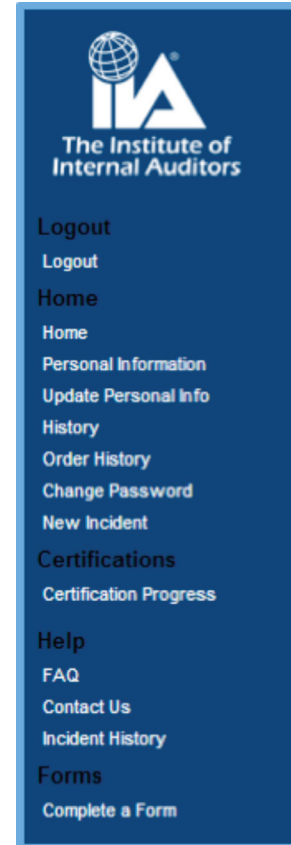 IIA
The Institute of
Internal Auditors
Logout
Logout
Home
Home
Personal Information
Update Personal Info
History
Order History
Change Password
New Incident
Certifications
Certification Progress
Help
FAQ
Contact Us
Incident History
Forms
Complete a Form